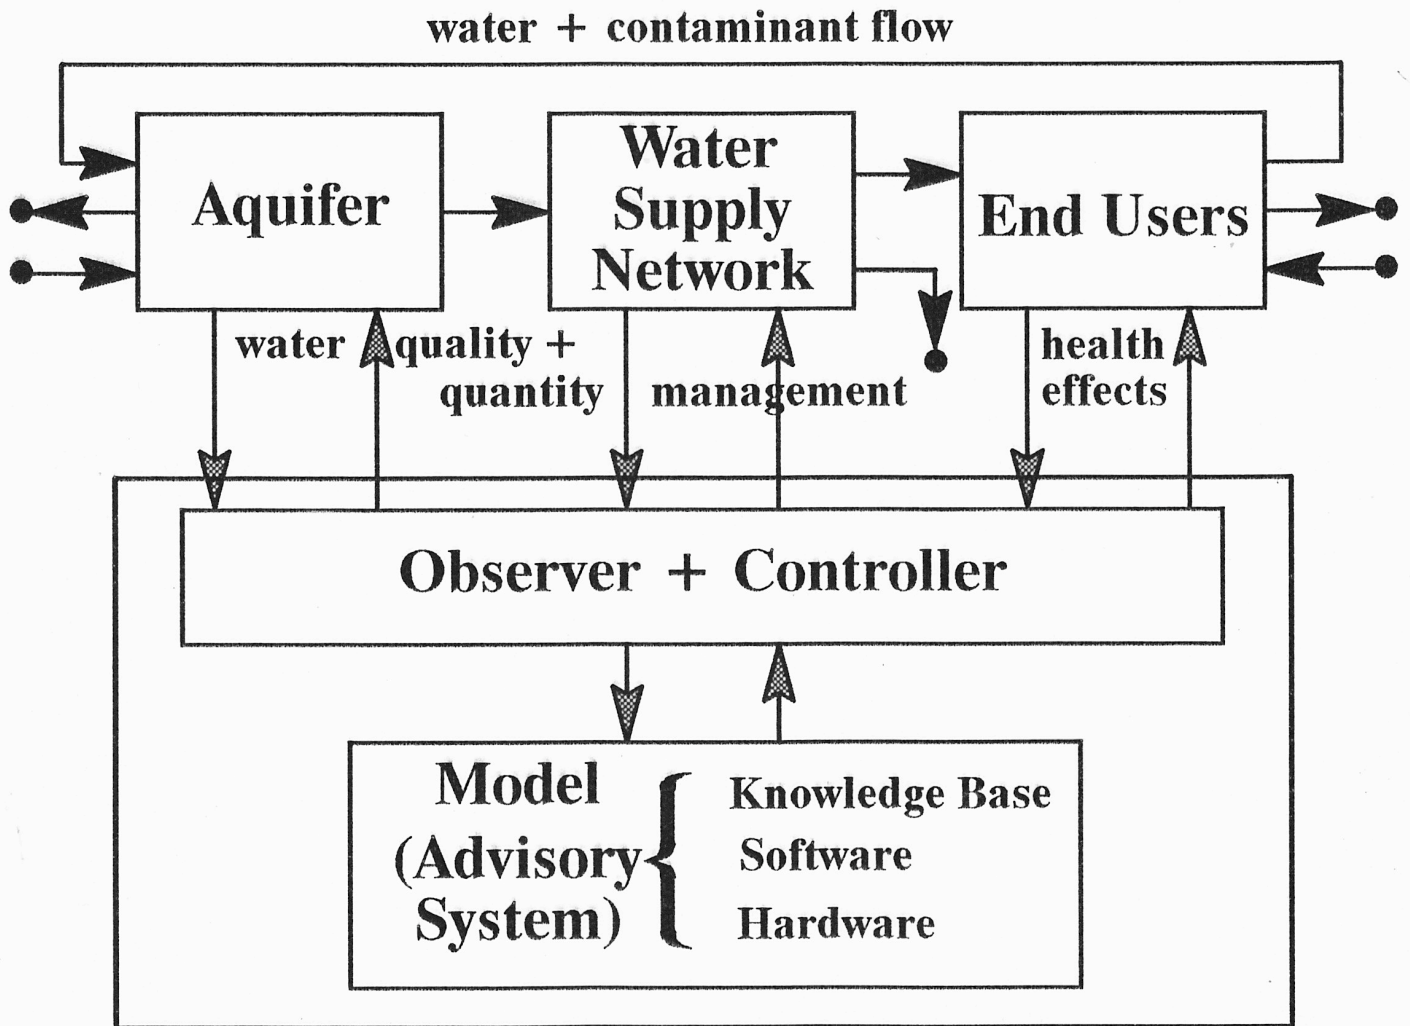 water + contaminant flow
Aquifer
Water
Supply
Network
End Users
water quality +
quantity
management
health
effects
Observer + Controller
Model
(Advisory
System)
Knowledge Base
Software
Hardware